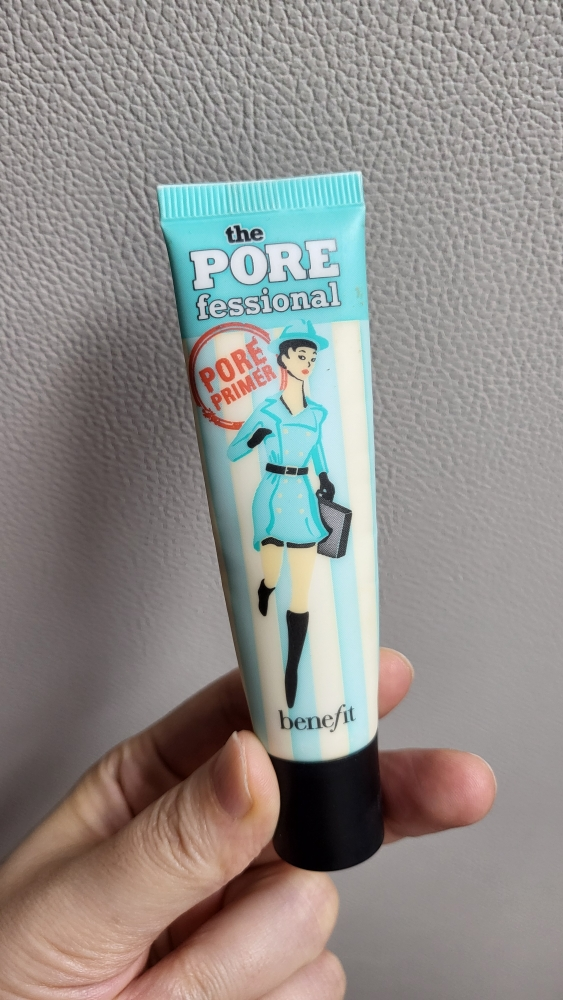 the
PORE
fessional
PORE
PRIMER
benefit